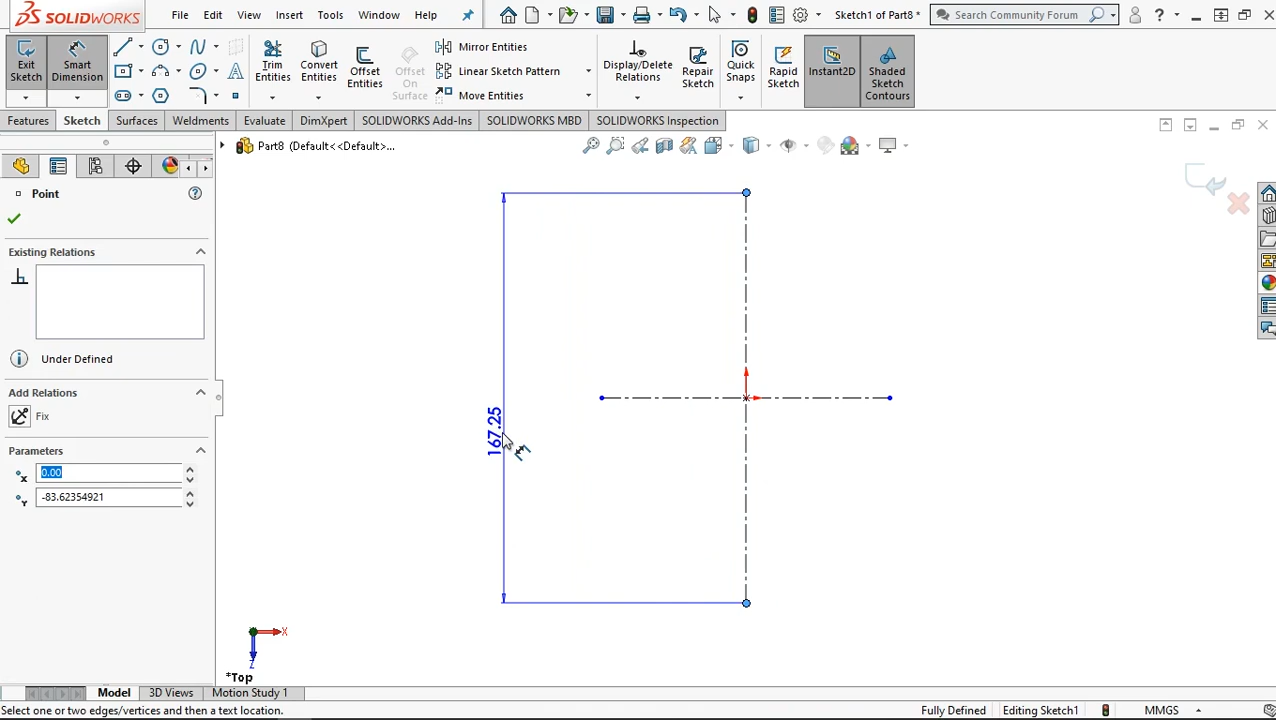 SOLIDWORKS
File Edit View Insert Tools Window Help
Sketch1 of Part8 *
Search Community Forum
Exit Sketch
Smart Dimension
Trim Entities
Convert Entities
Offset Entities
Offset On Surface
Mirror Entities
Linear Sketch Pattern
Move Entities
Display/Delete Relations
Repair Sketch
Quick Snaps
Rapid Sketch
Instant2D
Shaded Sketch Contours
Features Sketch Surfaces Weldments Evaluate DimXpert SOLIDWORKS Add-Ins SOLIDWORKS MBD SOLIDWORKS Inspection
Part8 (Default<<Default>...
Point
Existing Relations
Under Defined
Add Relations
Fix
Parameters
x 0.00
Y -83.62354921
167.25
X
Z
*Top
Model 3D Views Motion Study 1
Select one or two edges/vertices and then a text location.
Fully Defined Editing Sketch1 MMGS